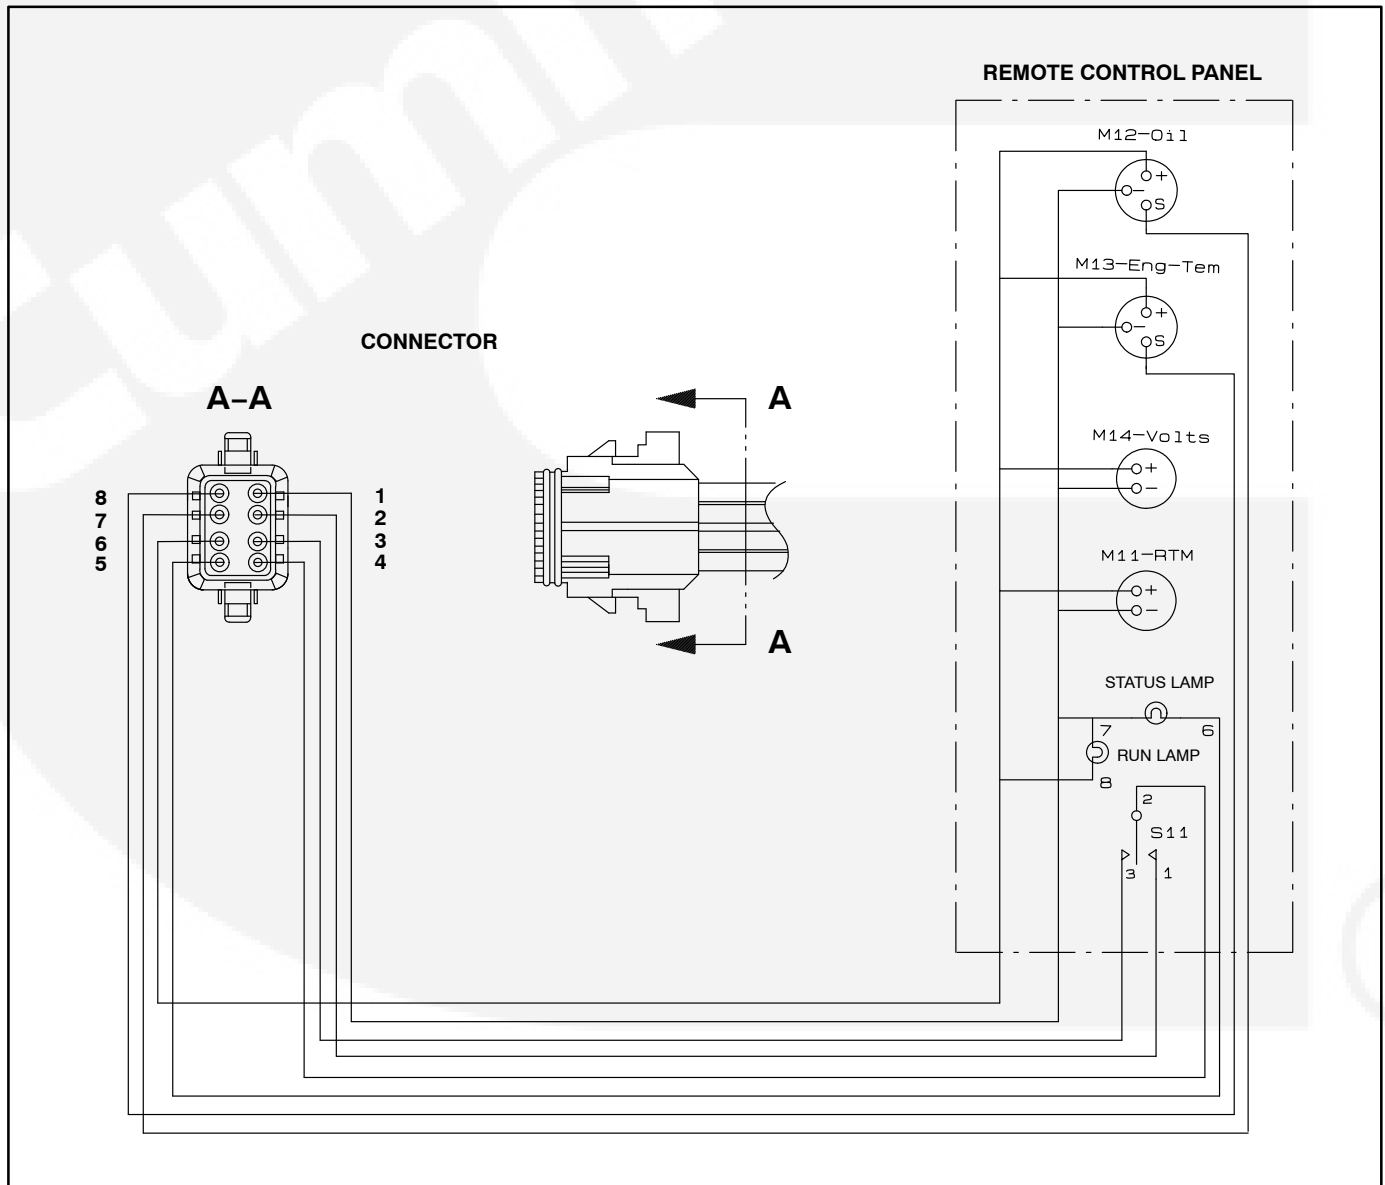 REMOTE CONTROL PANEL
M12-Oil
+
-
S
M13-Eng-Tem
+
-
S
CONNECTOR
A-A
A
A
M14-Volts
+
-
8
7
6
5
1
2
3
4
M11-RTM
+
-
STATUS LAMP
7
6
RUN LAMP
8
2
S11
3
1
Cummi